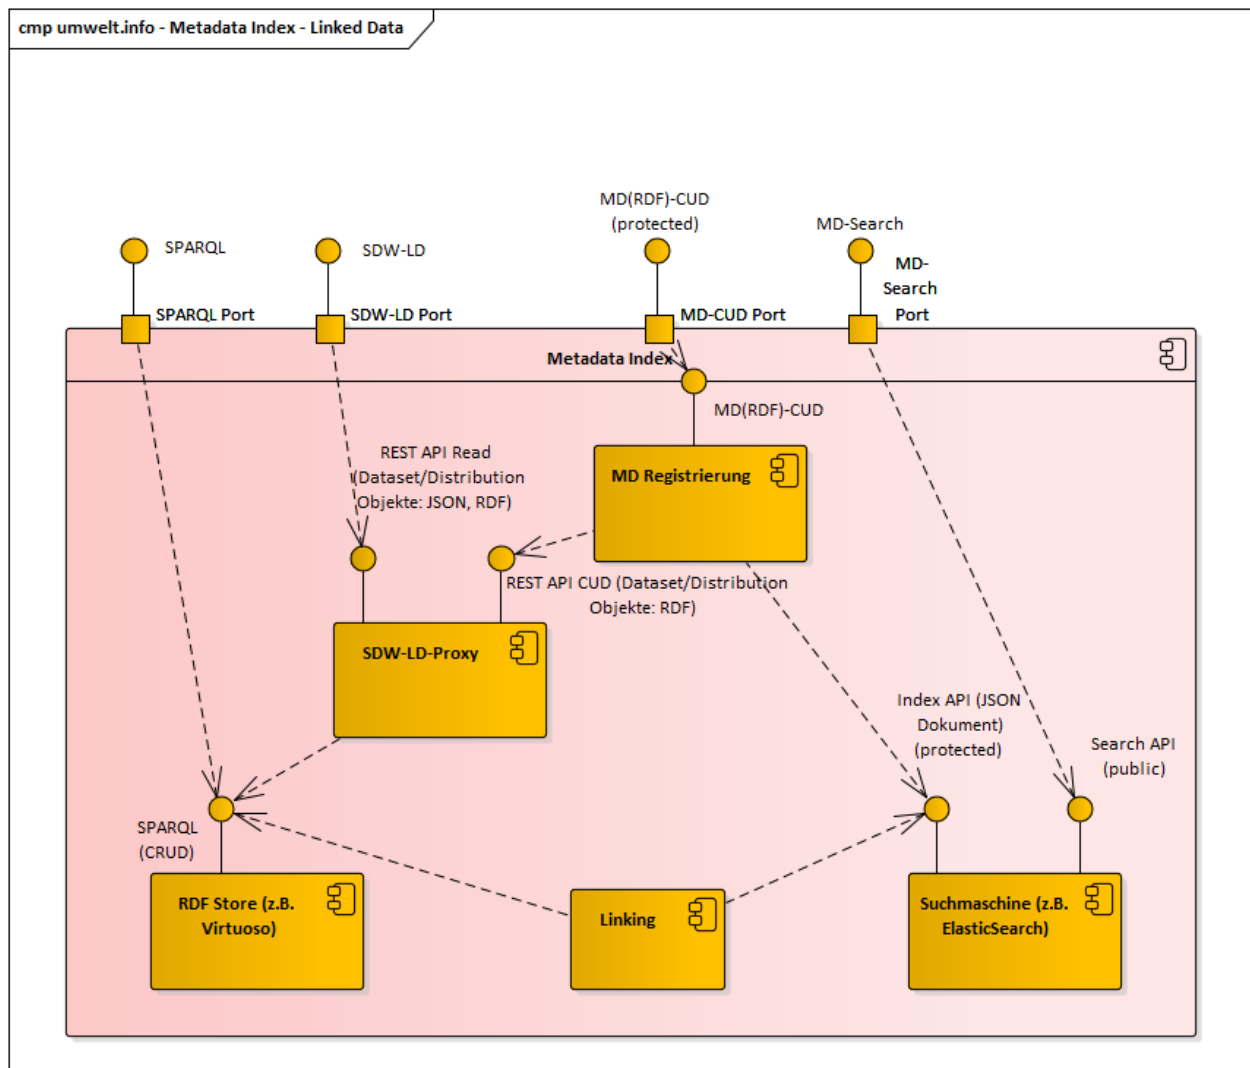 cmp umwelt.info - Metadata Index - Linked Data
MD(RDF)-CUD
(protected)
SPARQL
SDW-LD
MD-Search
MD-
Search
Port
SPARQL Port
SDW-LD Port
MD-CUD Port
Metadata Index
MD(RDF)-CUD
REST API Read
(Dataset/Distribution
Objekte: JSON, RDF)
MD Registrierung
REST API CUD (Dataset/Distribution
Objekte: RDF)
SDW-LD-Proxy
Index API (JSON
Dokument)
(protected)
Search API
(public)
SPARQL
(CRUD)
RDF Store (z.B.
Virtuoso)
Linking
Suchmaschine (z.B.
ElasticSearch)